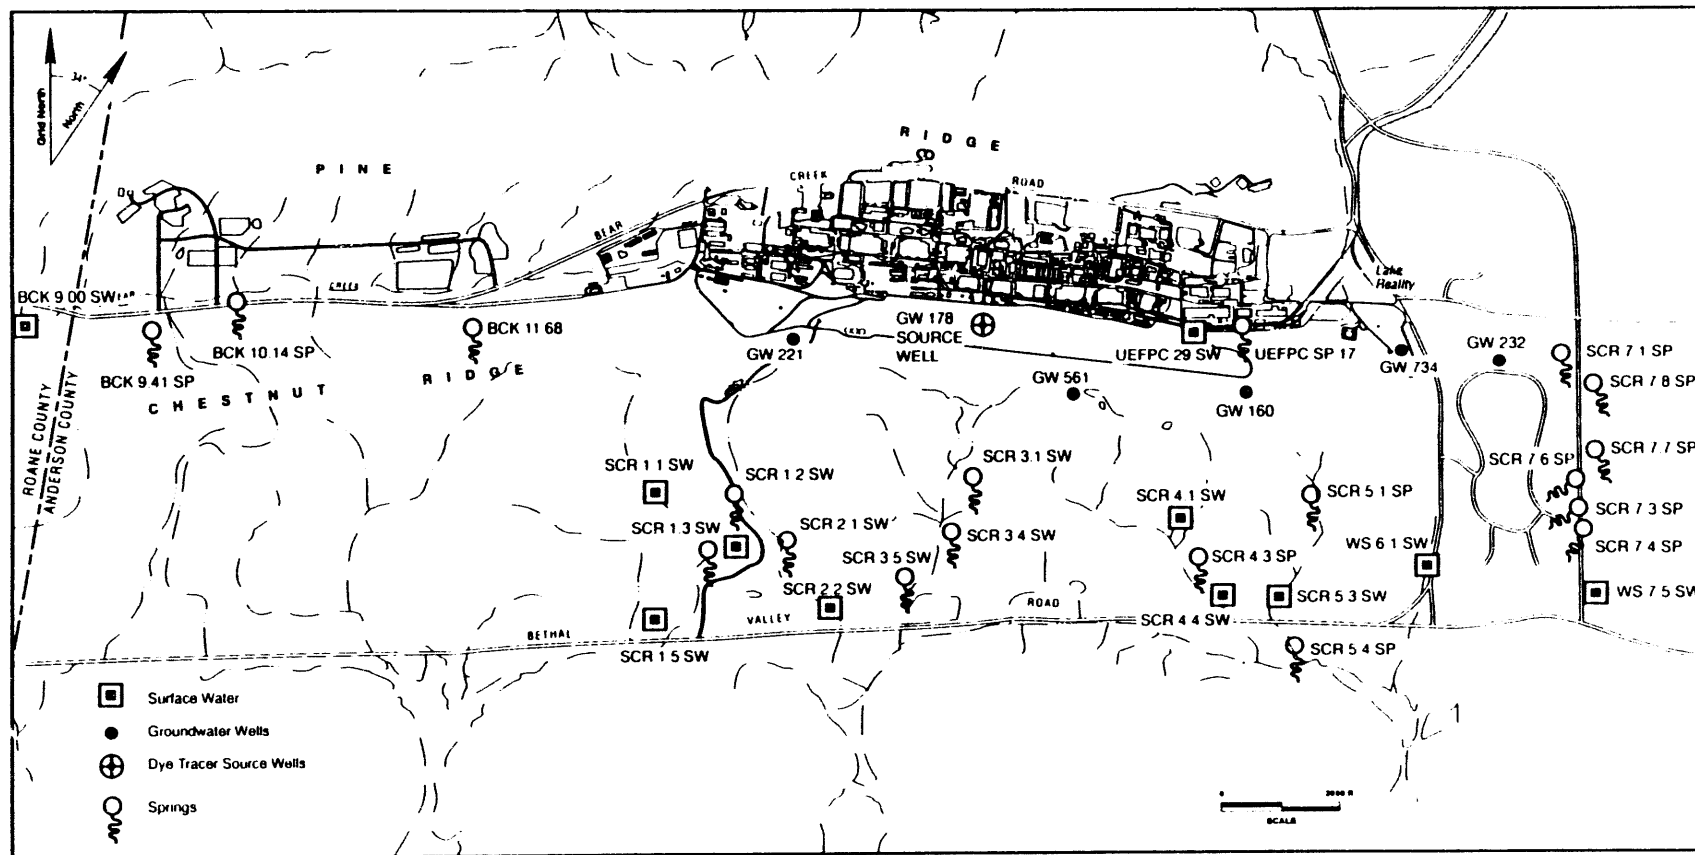 Grid North
34°
North
PINE
RIDGE
CREEK
ROAD
BEAR
CREEK
Lake
Reality
BCK 9.00 SW
BCK 9.41 SP
BCK 10.14 SP
BCK 11 68
CHESTNUT
RIDGE
ROANE COUNTY
ANDERSON COUNTY
GW 178
SOURCE
WELL
GW 221
GW 561
UEFPC 29 SW
UEFPC SP 17
GW 160
GW 734
GW 232
SCR 7 1 SP
SCR 7 8 SP
SCR 7.7 SP
SCR 7 6 SP
SCR 7 3 SP
SCR 7 4 SP
WS 7 5 SW
WS 6 1 SW
SCR 1 1 SW
SCR 1 2 SW
SCR 1.3 SW
SCR 1 5 SW
SCR 2 1 SW
SCR 2 2 SW
SCR 3.1 SW
SCR 3 4 SW
SCR 3 5 SW
SCR 4.1 SW
SCR 4 3 SP
SCR 4 4 SW
SCR 5 1 SP
SCR 5 3 SW
SCR 5 4 SP
BETHAL
VALLEY
ROAD
Surface Water
Groundwater Wells
Dye Tracer Source Wells
Springs
0
2000 ft
SCALE